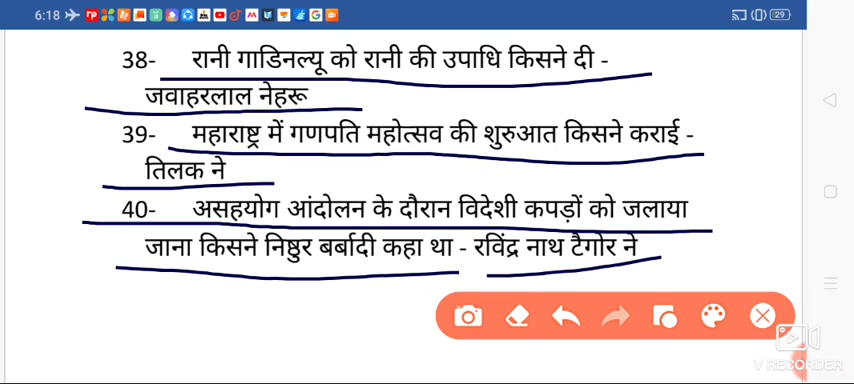 6:18
29
38- रानी गाडिनल्यू को रानी की उपाधि किसने दी -
जवाहरलाल नेहरू
39- महाराष्ट्र में गणपति महोत्सव की शुरुआत किसने कराई -
तिलक ने
40- असहयोग आंदोलन के दौरान विदेशी कपड़ों को जलाया
जाना किसने निष्ठुर बर्बादी कहा था - रविंद्र नाथ टैगोर ने
V RECORDER